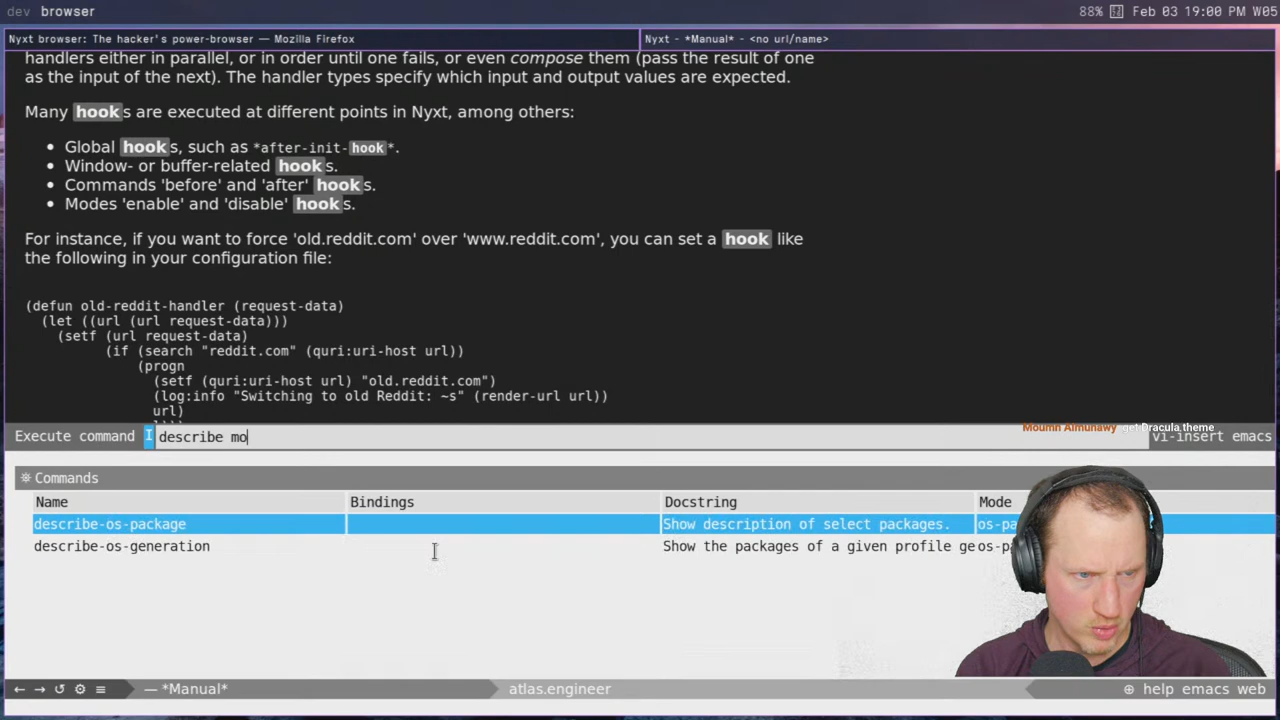 dev browser
88% Feb 03 19:00 PM W05
Nyxt browser: The hacker's power-browser — Mozilla Firefox
Nyxt - *Manual* - <no url/name>
handlers either in parallel, or in order until one fails, or even compose them (pass the result of one
as the input of the next). The handler types specify which input and output values are expected.
Many hooks are executed at different points in Nyxt, among others:
• Global hooks, such as *after-init-hook*.
• Window- or buffer-related hooks.
• Commands 'before' and 'after' hooks.
• Modes 'enable' and 'disable' hooks.
For instance, if you want to force 'old.reddit.com' over 'www.reddit.com', you can set a hook like
the following in your configuration file:
(defun old-reddit-handler (request-data)
(let ((url (url request-data)))
(setf (url request-data)
(if (search "reddit.com" (quri:uri-host url))
(progn
(setf (quri:uri-host url) "old.reddit.com")
(log:info "Switching to old Reddit: ~s" (render-url url))
url)
Moumn Almunawy get Dracula theme
Execute command I describe mo vi-insert emacs
Commands
Name Bindings Docstring Mode
describe-os-package Show description of select packages. os-pa
describe-os-generation Show the packages of a given profile ge os-p
← → ↺ ⚙ ≡ — *Manual* atlas.engineer ⊕ help emacs web